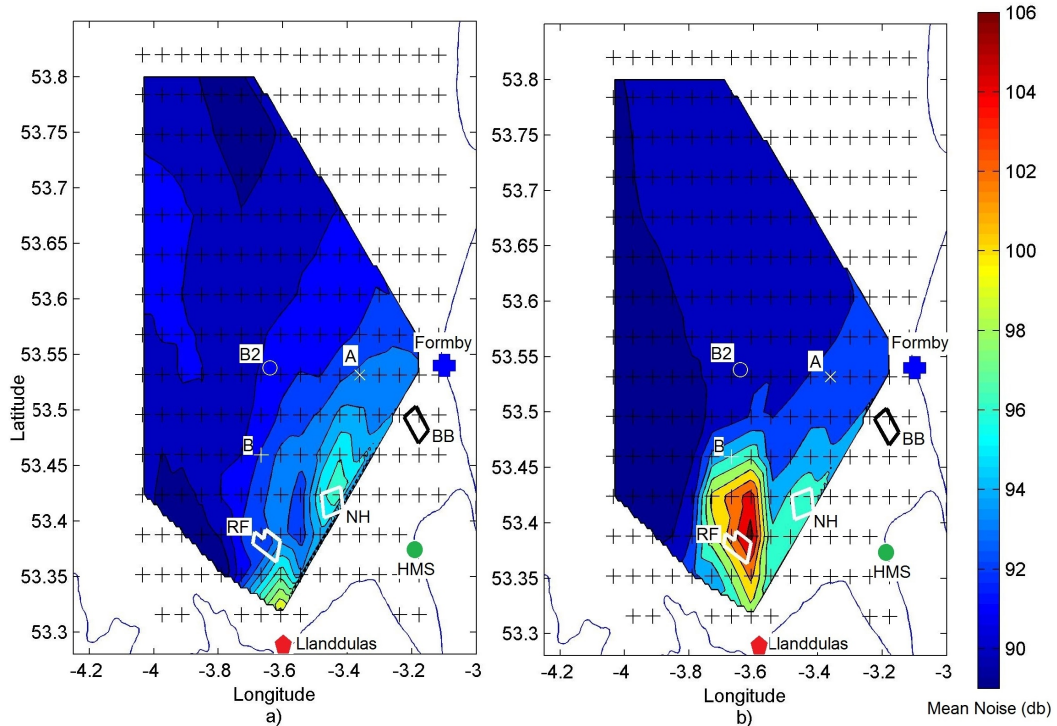 106
104
102
100
98
96
94
92
90
Mean Noise (db)
53.8
53.75
53.7
53.65
53.6
53.55
53.5
53.45
53.4
53.35
53.3
Latitude
B2
A
Formby
B
BB
RF
NH
HMS
Llanddulas
-4.2
-4
-3.8
-3.6
-3.4
-3.2
-3
Longitude
a)
53.8
53.75
53.7
53.65
53.6
53.55
53.5
53.45
53.4
53.35
53.3
B2
A
Formby
B
BB
RF
NH
HMS
Llanddulas
-4.2
-4
-3.8
-3.6
-3.4
-3.2
-3
Longitude
b)